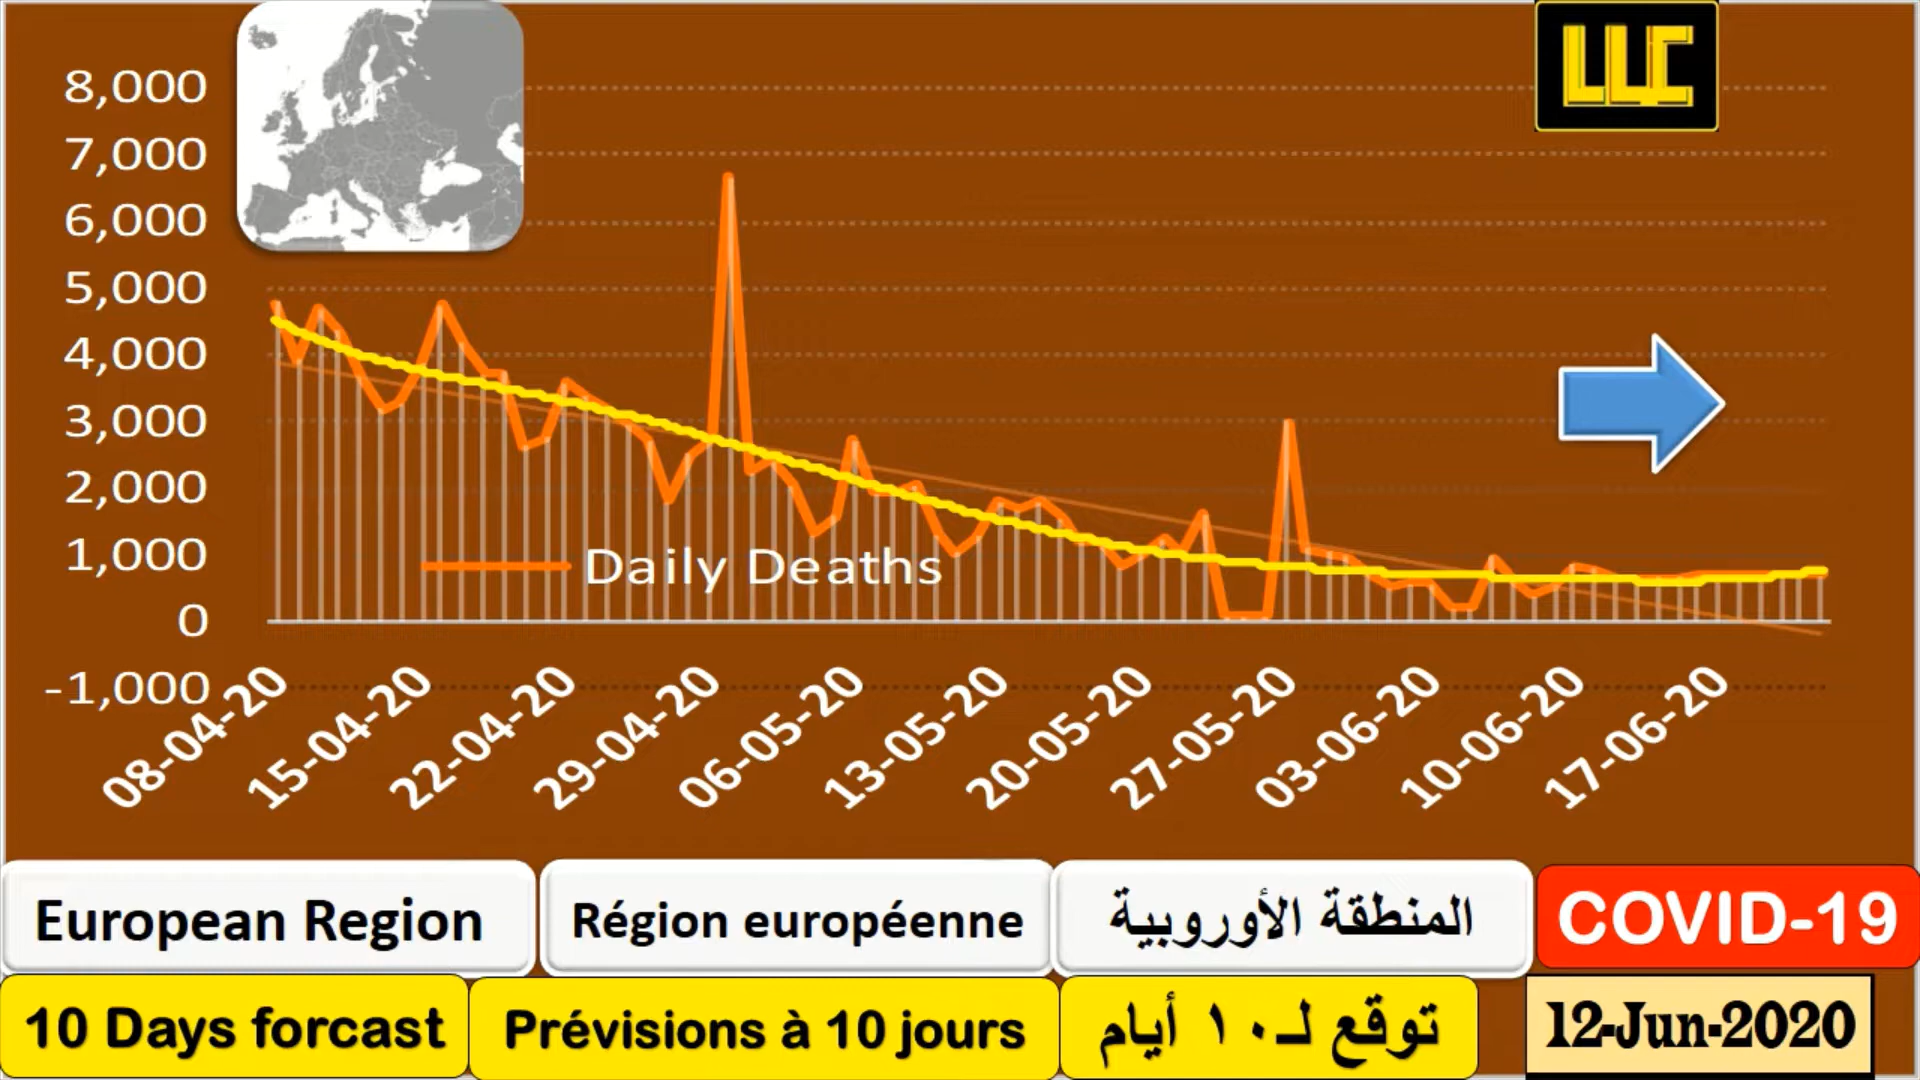 LLC
8,000
7,000
6,000
5,000
4,000
3,000
2,000
1,000
0
-1,000
Daily Deaths
08-04-20
15-04-20
22-04-20
29-04-20
06-05-20
13-05-20
20-05-20
27-05-20
03-06-20
10-06-20
17-06-20
European Region
Région européenne
المنطقة الأوروبية
COVID-19
10 Days forcast
Prévisions à 10 jours
توقع لـ١٠ أيام
12-Jun-2020